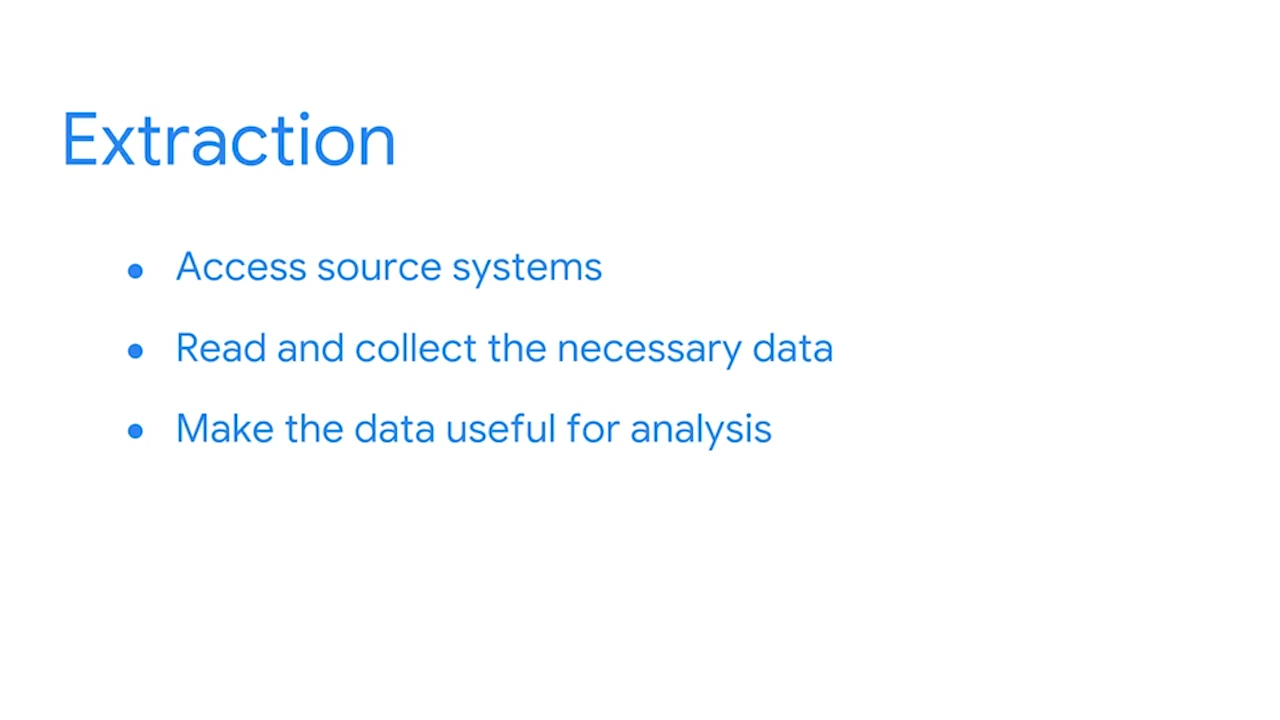 Extraction
● Access source systems
● Read and collect the necessary data
● Make the data useful for analysis